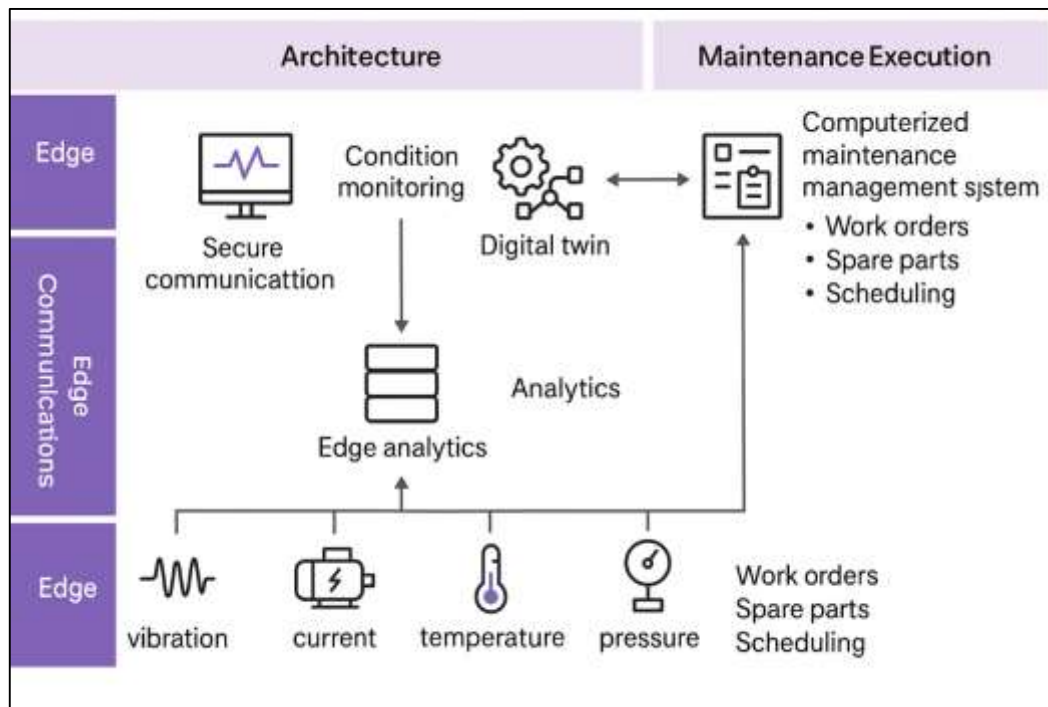 Architecture
Maintenance Execution
Edge
Secure
communicattion
Condition
monitoring
Digital twin
Computerized
maintenance
management sjstem
• Work orders
• Spare parts
• Scheduling
Edge
Communications
Edge analytics
Analytics
Edge
vibration
current
temperature
pressure
Work orders
Spare parts
Scheduling